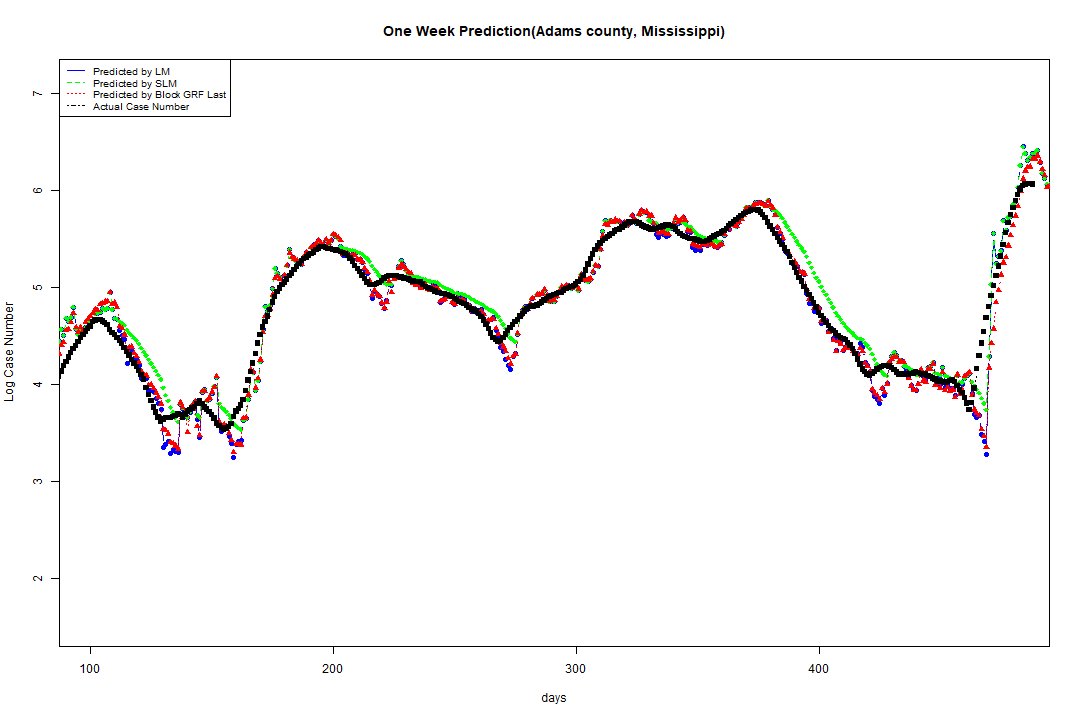 One Week Prediction(Adams county, Mississippi)
Predicted by LM
Predicted by SLM
Predicted by Block GRF Last
Actual Case Number
7
6
5
4
3
2
Log Case Number
100 200 300 400
days